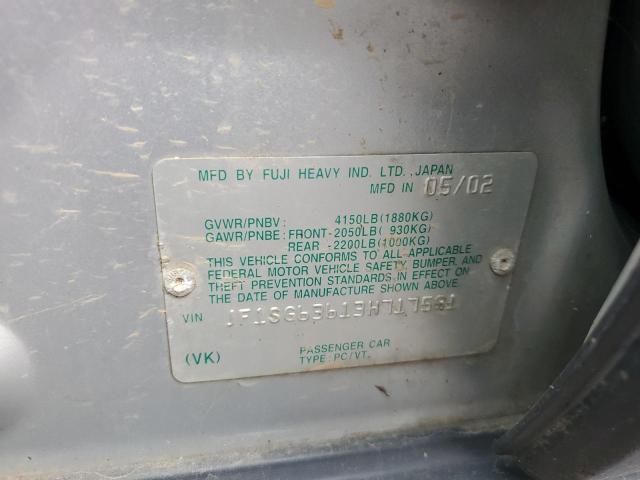 MFD BY FUJI HEAVY IND. LTD.,JAPAN
MFD IN 05/02
GVWR/PNBV: 4150LB(1880KG)
GAWR/PNBE: FRONT-2050LB( 930KG)
REAR -2200LB(1000KG)
THIS VEHICLE CONFORMS TO ALL APPLICABLE
FEDERAL MOTOR VEHICLE SAFETY, BUMPER, AND
THEFT PREVENTION STANDARDS IN EFFECT ON
THE DATE OF MANUFACTURE SHOWN ABOVE.
VIN
(VK)
PASSENGER CAR
TYPE: PC/VT.